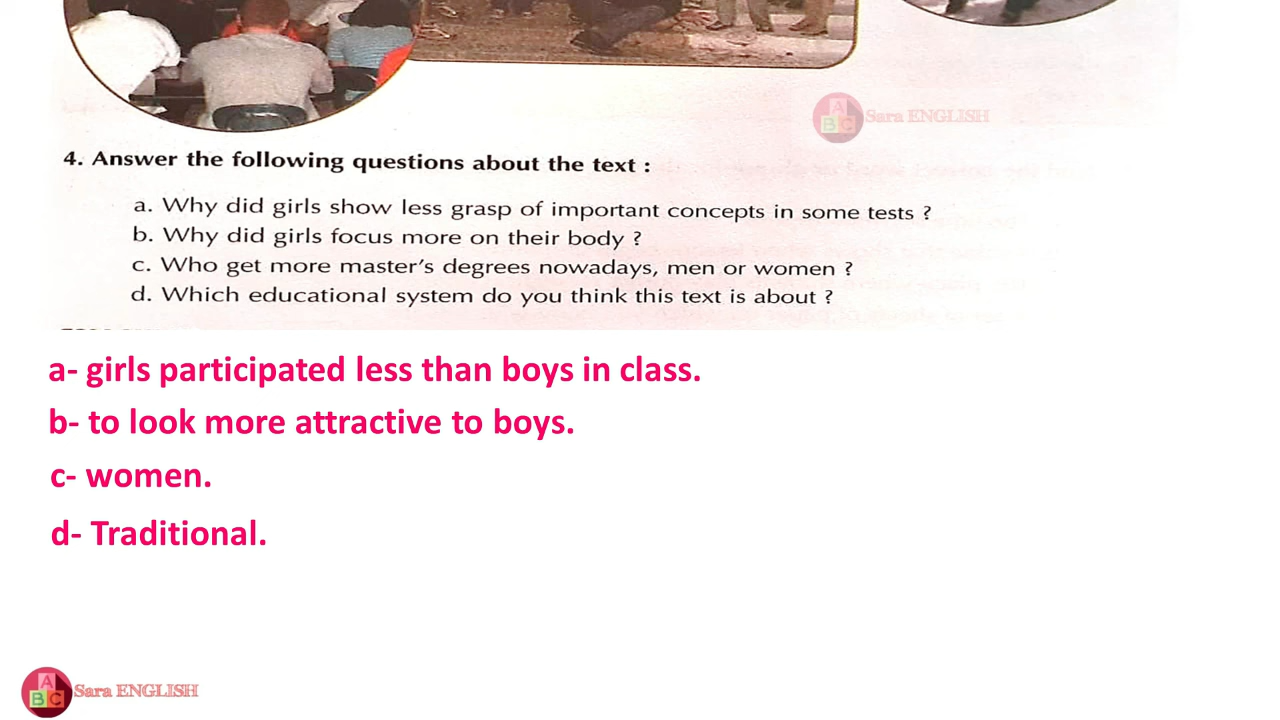 ABC Sara ENGLISH
4. Answer the following questions about the text :
a. Why did girls show less grasp of important concepts in some tests ?
b. Why did girls focus more on their body ?
c. Who get more master's degrees nowadays, men or women ?
d. Which educational system do you think this text is about ?
a- girls participated less than boys in class.
b- to look more attractive to boys.
c- women.
d- Traditional.
ABC Sara ENGLISH